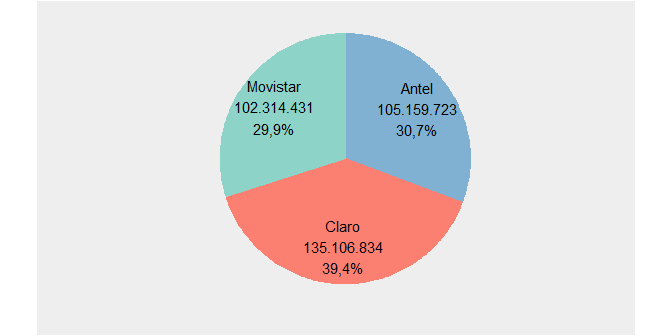 Movistar
102.314.431
29,9%
Antel
105.159.723
30,7%
Claro
135.106.834
39,4%